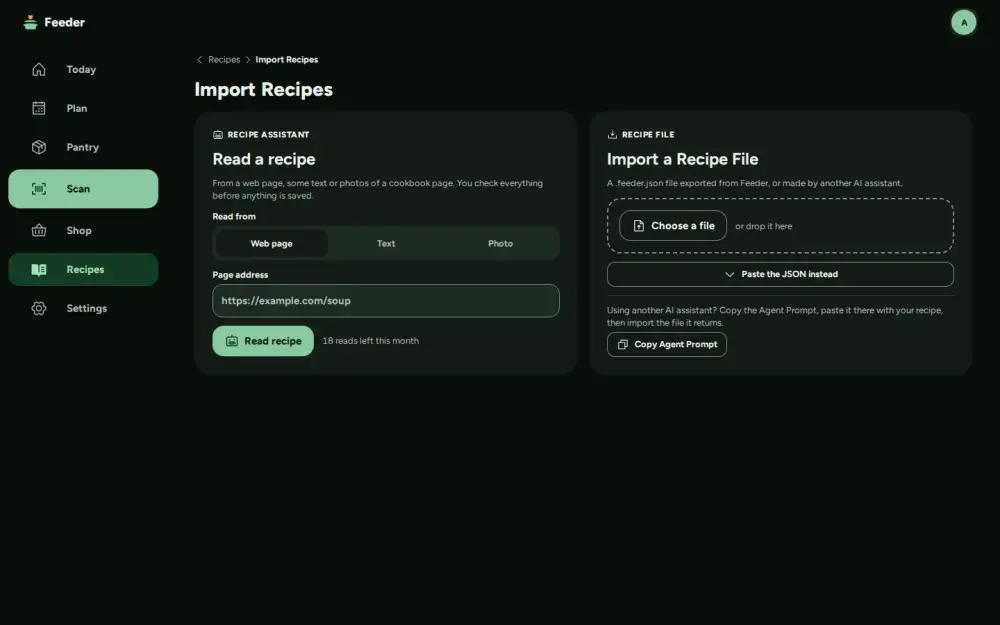 Feeder
A
Today
Plan
Pantry
Scan
Shop
Recipes
Settings
Recipes
Import Recipes
Import Recipes
RECIPE ASSISTANT
Read a recipe
From a web page, some text or photos of a cookbook page. You check everything
before anything is saved.
Read from
Web page
Text
Photo
Page address
https://example.com/soup
Read recipe
18 reads left this month
RECIPE FILE
Import a Recipe File
A .feeder.json file exported from Feeder, or made by another AI assistant.
Choose a file
or drop it here
Paste the JSON instead
Using another AI assistant? Copy the Agent Prompt, paste it there with your recipe,
then import the file it returns.
Copy Agent Prompt